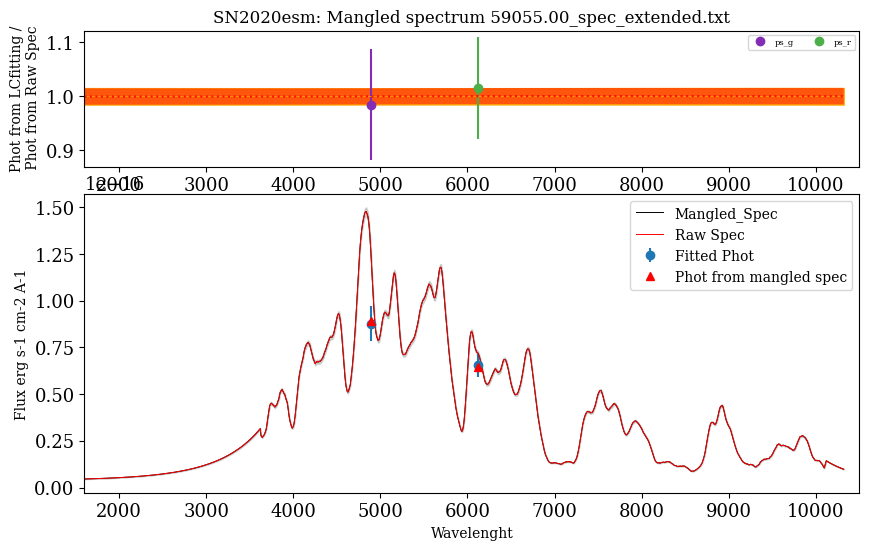 SN2020esm: Mangled spectrum 59055.00_spec_extended.txt
Phot from LCfitting /
Phot from Raw Spec
1.1
1.0
0.9
ps_g
ps_r
2000 3000 4000 5000 6000 7000 8000 9000 10000
1e−16
Flux erg s-1 cm-2 A-1
1.50
1.25
1.00
0.75
0.50
0.25
0.00
Mangled_Spec
Raw Spec
Fitted Phot
Phot from mangled spec
2000 3000 4000 5000 6000 7000 8000 9000 10000
Wavelenght